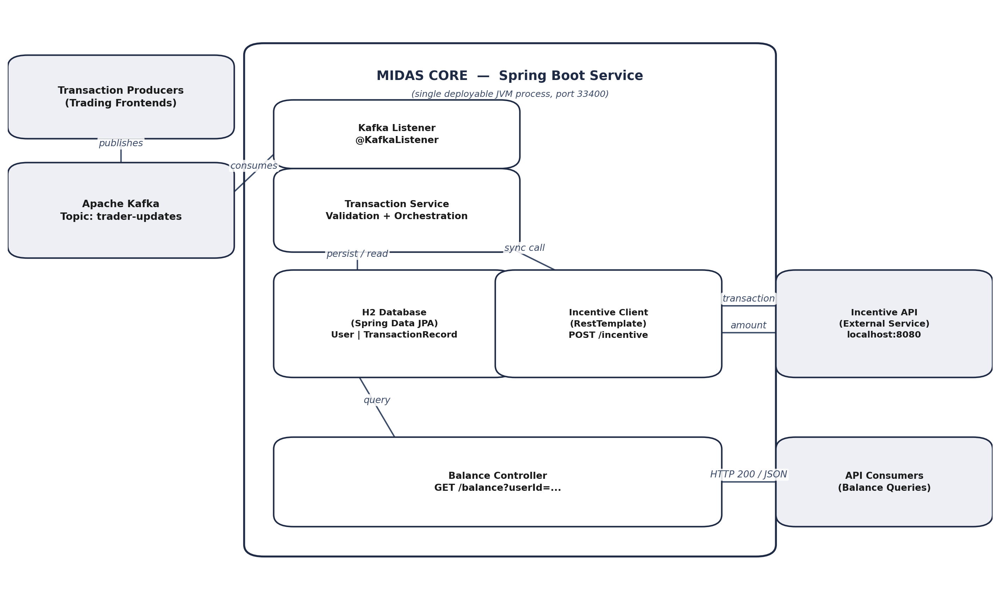 MIDAS CORE — Spring Boot Service
(single deployable JVM process, port 33400)
Transaction Producers
(Trading Frontends)
publishes
Apache Kafka
Topic: trader-updates
consumes
Kafka Listener
@KafkaListener
Transaction Service
Validation + Orchestration
persist / read
sync call
H2 Database
(Spring Data JPA)
User | TransactionRecord
Incentive Client
(RestTemplate)
POST /incentive
transaction
amount
Incentive API
(External Service)
localhost:8080
query
Balance Controller
GET /balance?userId=...
HTTP 200 / JSON
API Consumers
(Balance Queries)